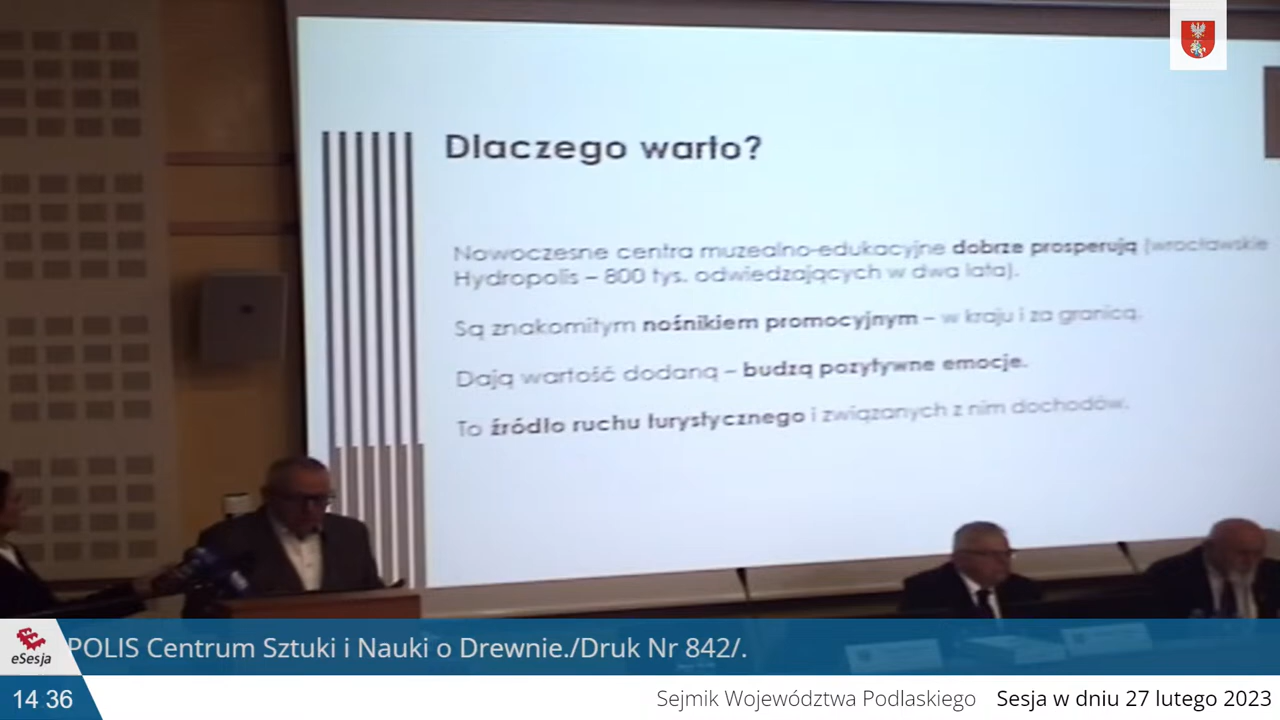 Dlaczego warto?
Nowoczesne centra muzealno-edukacyjne dobrze prosperują (wrocławskie
Hydropolis – 800 tys. odwiedzających w dwa lata).
Są znakomitym nośnikiem promocyjnym – w kraju i za granicą.
Dają wartość dodaną – budzą pozytywne emocje.
To źródło ruchu turystycznego i związanych z nim dochodów.
eSesja
POLIS Centrum Sztuki i Nauki o Drewnie./Druk Nr 842/.
14 36
Sejmik Województwa Podlaskiego Sesja w dniu 27 lutego 2023